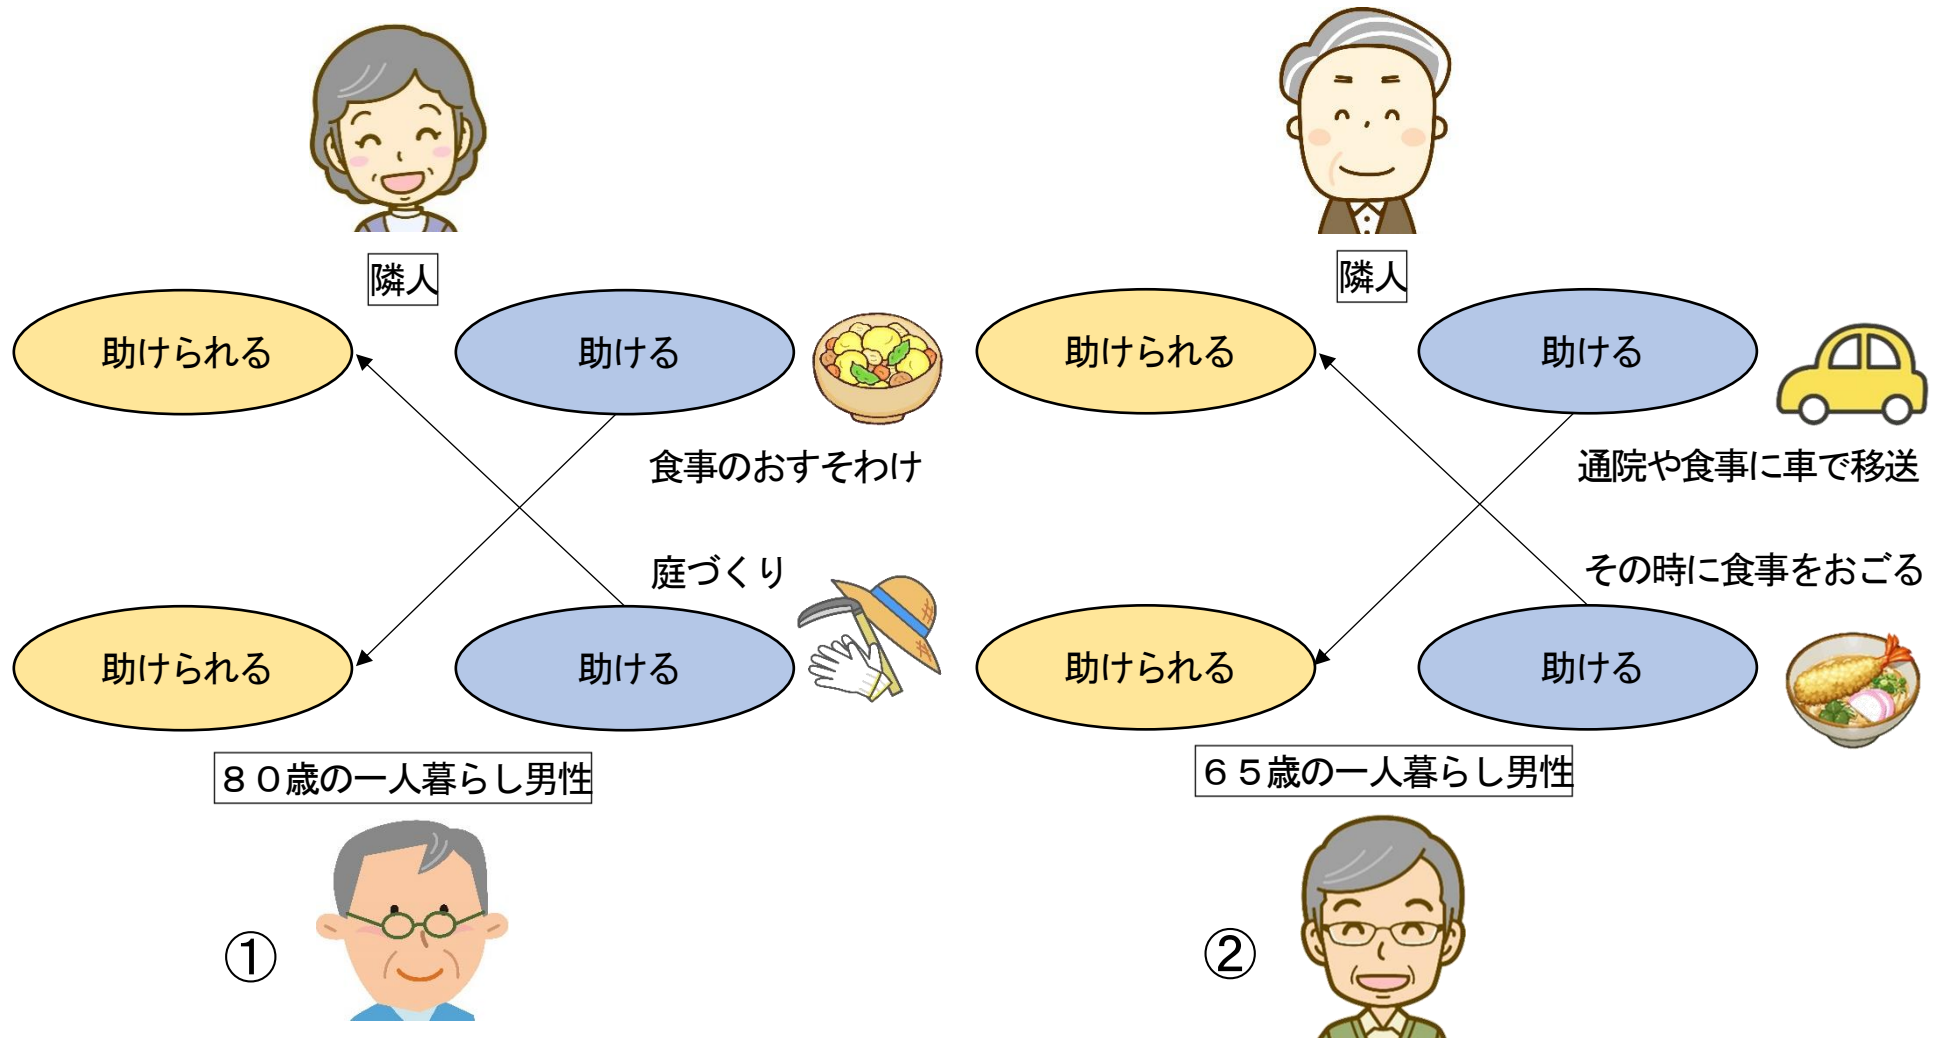 隣人
助けられる
助ける
食事のおすそわけ
庭づくり
助けられる
助ける
８０歳の一人暮らし男性
①
隣人
助けられる
助ける
通院や食事に車で移送
その時に食事をおごる
助けられる
助ける
６５歳の一人暮らし男性
②